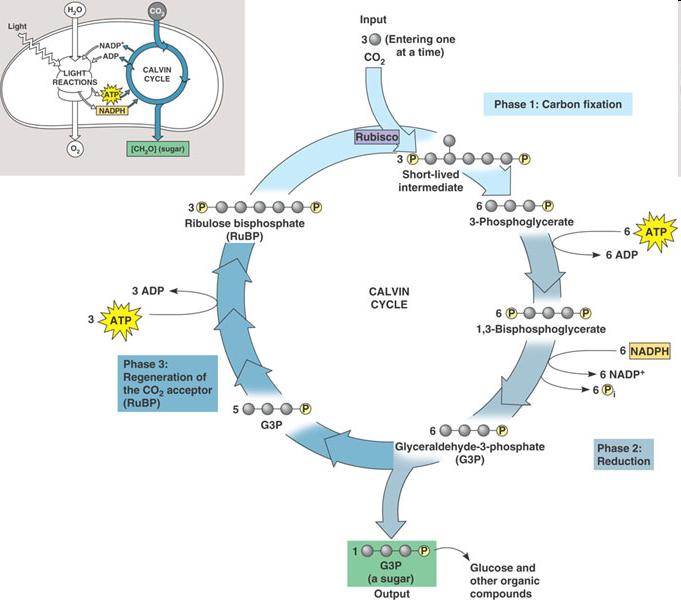 H₂O
CO₂
Light
NADP⁺
ADP
LIGHT
REACTIONS
CALVIN
CYCLE
ATP
NADPH
O₂
[CH₂O] (sugar)
Input
3 (Entering one
at a time)
CO₂
Phase 1: Carbon fixation
Rubisco
3 P P
Short-lived
intermediate
3 P P
Ribulose bisphosphate
(RuBP)
6 P
3-Phosphoglycerate
6 ATP
6 ADP
3 ADP
3 ATP
CALVIN
CYCLE
6 P P
1,3-Bisphosphoglycerate
6 NADPH
6 NADP⁺
6 Pᵢ
Phase 3:
Regeneration of
the CO₂ acceptor
(RuBP)
5 P
G3P
6 P
Glyceraldehyde-3-phosphate
(G3P)
Phase 2:
Reduction
1 P
G3P
(a sugar)
Output
Glucose and
other organic
compounds